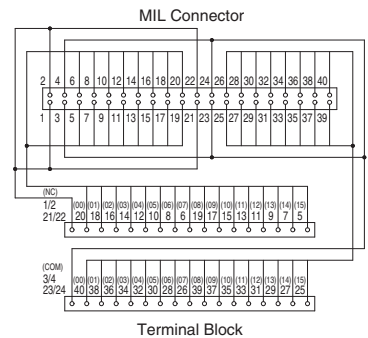 MIL Connector
2 4 6 8 10 12 14 16 18 20 22 24 26 28 30 32 34 36 38 40
1 3 5 7 9 11 13 15 17 19 21 23 25 27 29 31 33 35 37 39
(NC)
1/2 (00) (01) (02) (03) (04) (05) (06) (07) (08) (09) (10) (11) (12) (13) (14) (15)
21/22 20 18 16 14 12 10 8 6 19 17 15 13 11 9 7 5
(COM)
3/4 (00) (01) (02) (03) (04) (05) (06) (07) (08) (09) (10) (11) (12) (13) (14) (15)
23/24 40 38 36 34 32 30 28 26 39 37 35 33 31 29 27 25
Terminal Block